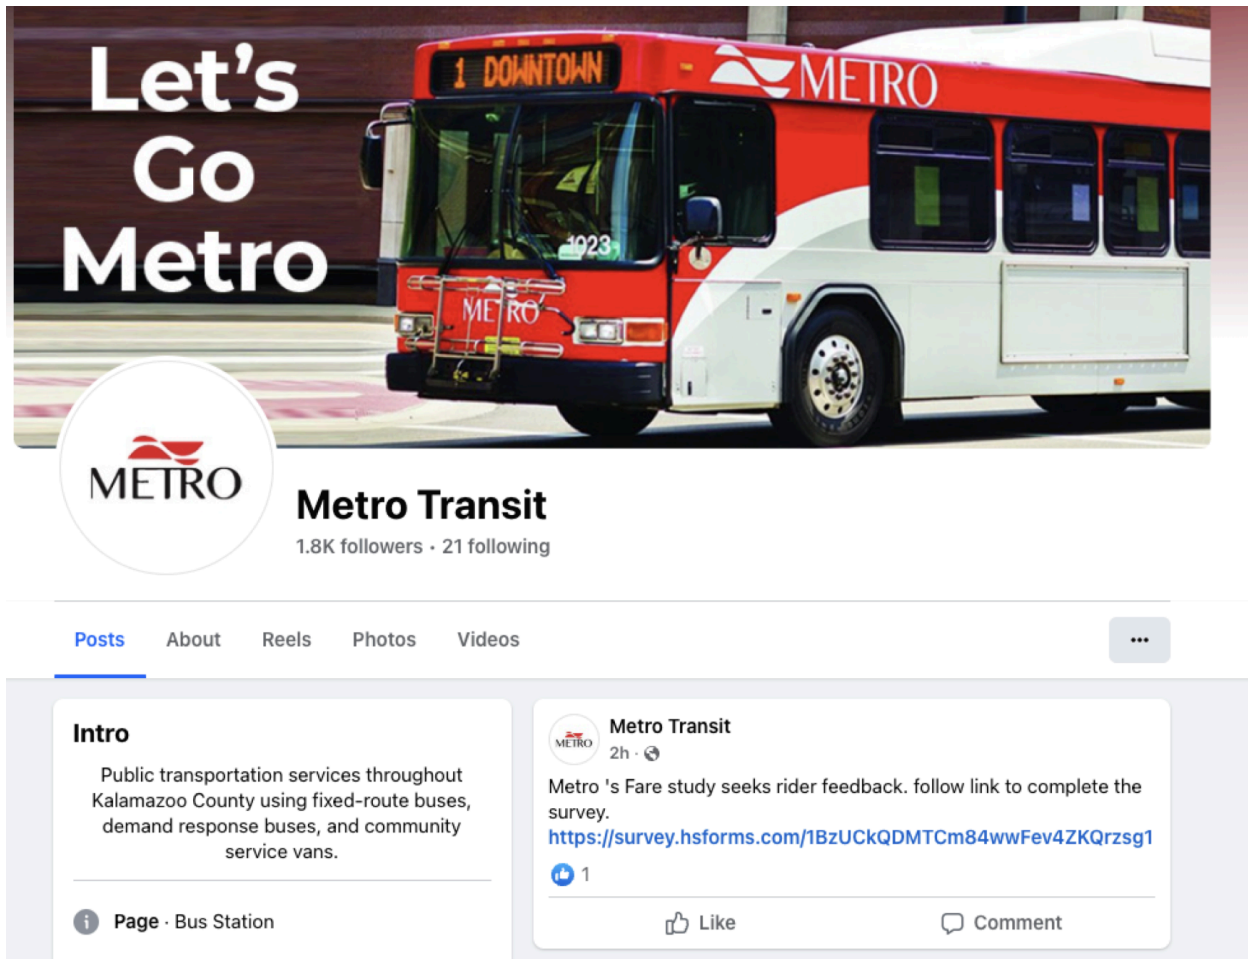 Let's
Go
Metro
1 DOWNTOWN
METRO
1023
METRO
METRO
Metro Transit
1.8K followers · 21 following
Posts
About
Reels
Photos
Videos
Intro
Public transportation services throughout
Kalamazoo County using fixed-route buses,
demand response buses, and community
service vans.
Page · Bus Station
METRO
Metro Transit
2h ·
Metro 's Fare study seeks rider feedback. follow link to complete the
survey.
https://survey.hsforms.com/1BzUCkQDMTCm84wwFev4ZKQrzsg1
1
Like
Comment